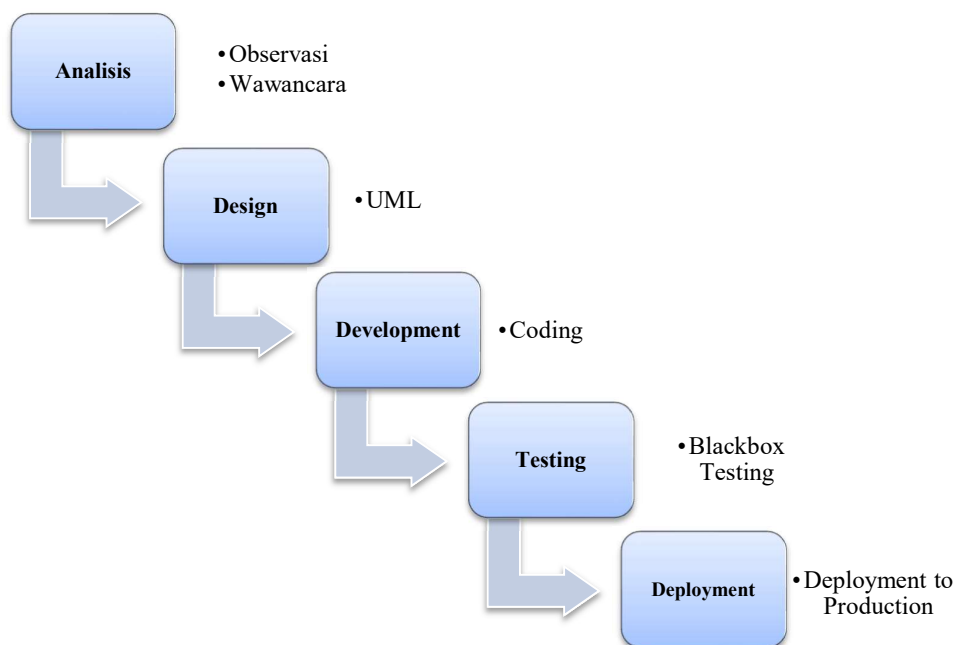 Analisis
•Observasi
•Wawancara
Design
•UML
Development
•Coding
Testing
•Blackbox
Testing
Deployment
•Deployment to
Production